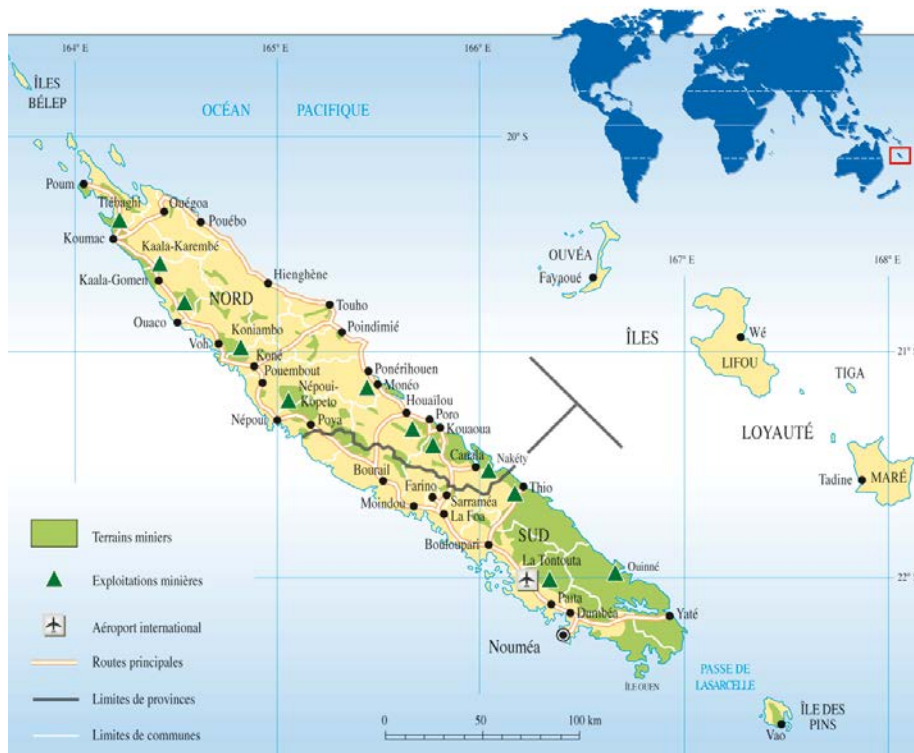 164° E
165° E
166° E
ÎLES
BÉLEP
OCÉAN PACIFIQUE
20° S
Poum
Tiébaghi
Ouégoa
Pouébo
Koumac
Kaala-Karembé
OUVÉA
Fayaoué
167° E
168° E
Kaala-Gomen
NORD
Hienghène
Touho
Ouaco
Koniambo
Poindimié
Voh
Wé
ÎLES
LIFOU
21° S
Koné
Pouembout
Ponérihouen
Monéo
TIGA
Népoui-
Kopeto
Houaïlou
Poro
Népoui
Poya
Kouaoua
LOYAUTÉ
Canala
Nakéty
Bourail
Thio
Tadine
MARÉ
Farino
Sarraméa
Moindou
La Foa
Terrains miniers
SUD
Bouloupari
La Tontouta
Ouinné
22° S
Exploitations minières
Païta
Dumbéa
Yaté
Aéroport international
Nouméa
Routes principales
ÎLE OUEN
PASSE DE
LASARCELLE
Limites de provinces
ÎLE DES
PINS
Vao
0 50 100 km
Limites de communes